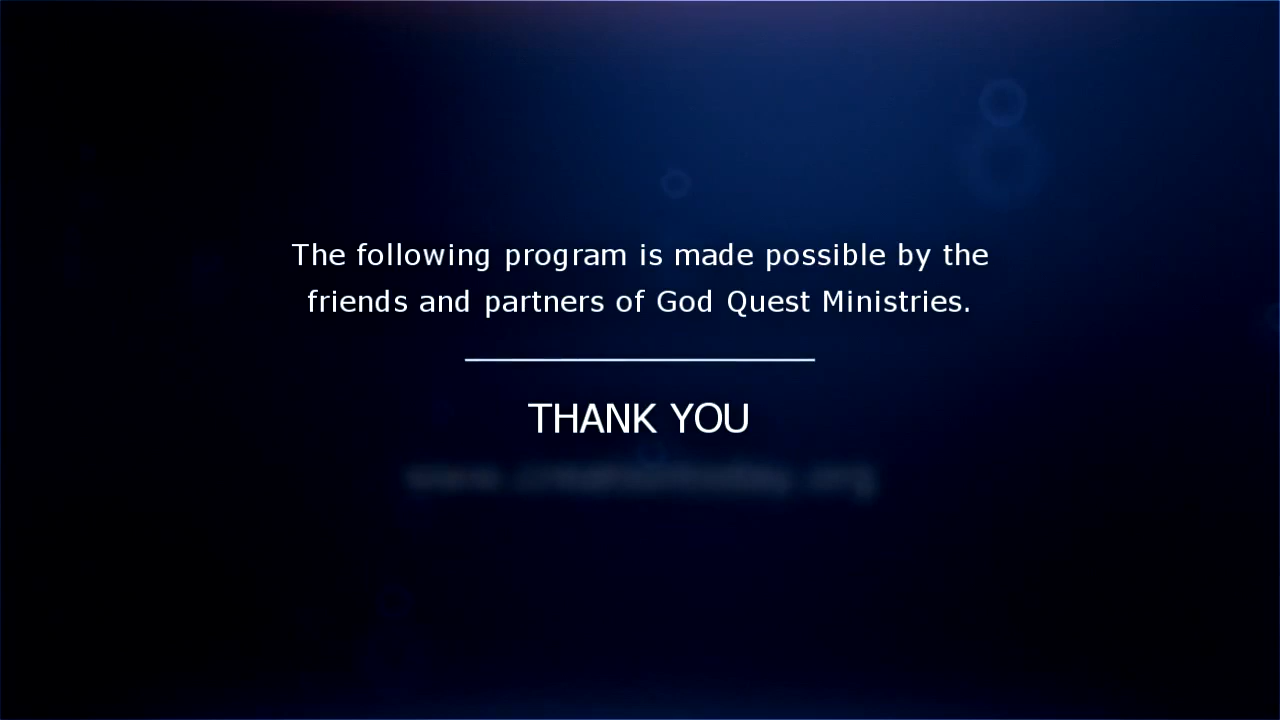 The following program is made possible by the
friends and partners of God Quest Ministries.
THANK YOU